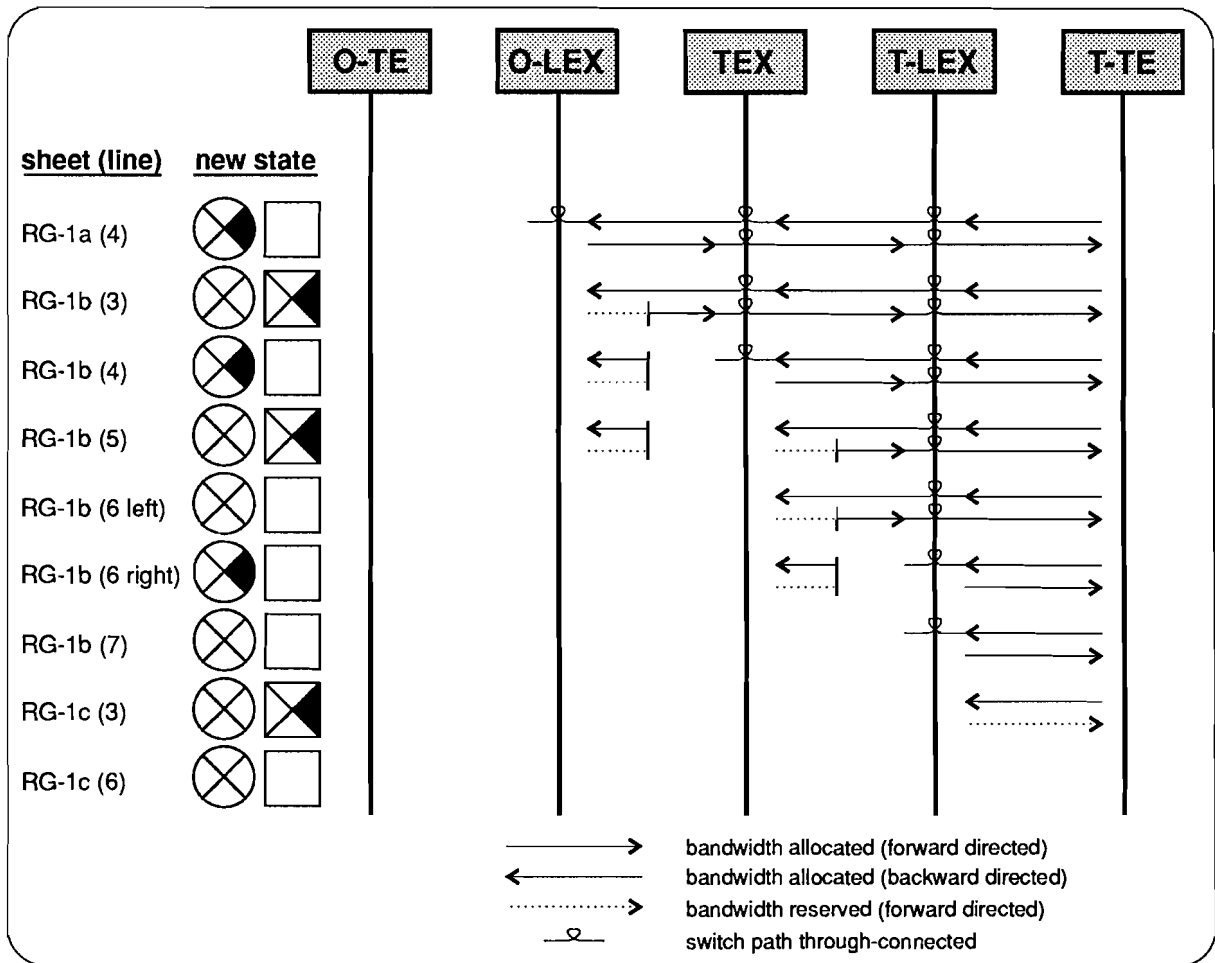 O-TE O-LEX TEX T-LEX T-TE
sheet (line) new state
RG-1a (4)
RG-1b (3)
RG-1b (4)
RG-1b (5)
RG-1b (6 left)
RG-1b (6 right)
RG-1b (7)
RG-1c (3)
RG-1c (6)
bandwidth allocated (forward directed)
bandwidth allocated (backward directed)
bandwidth reserved (forward directed)
switch path through-connected